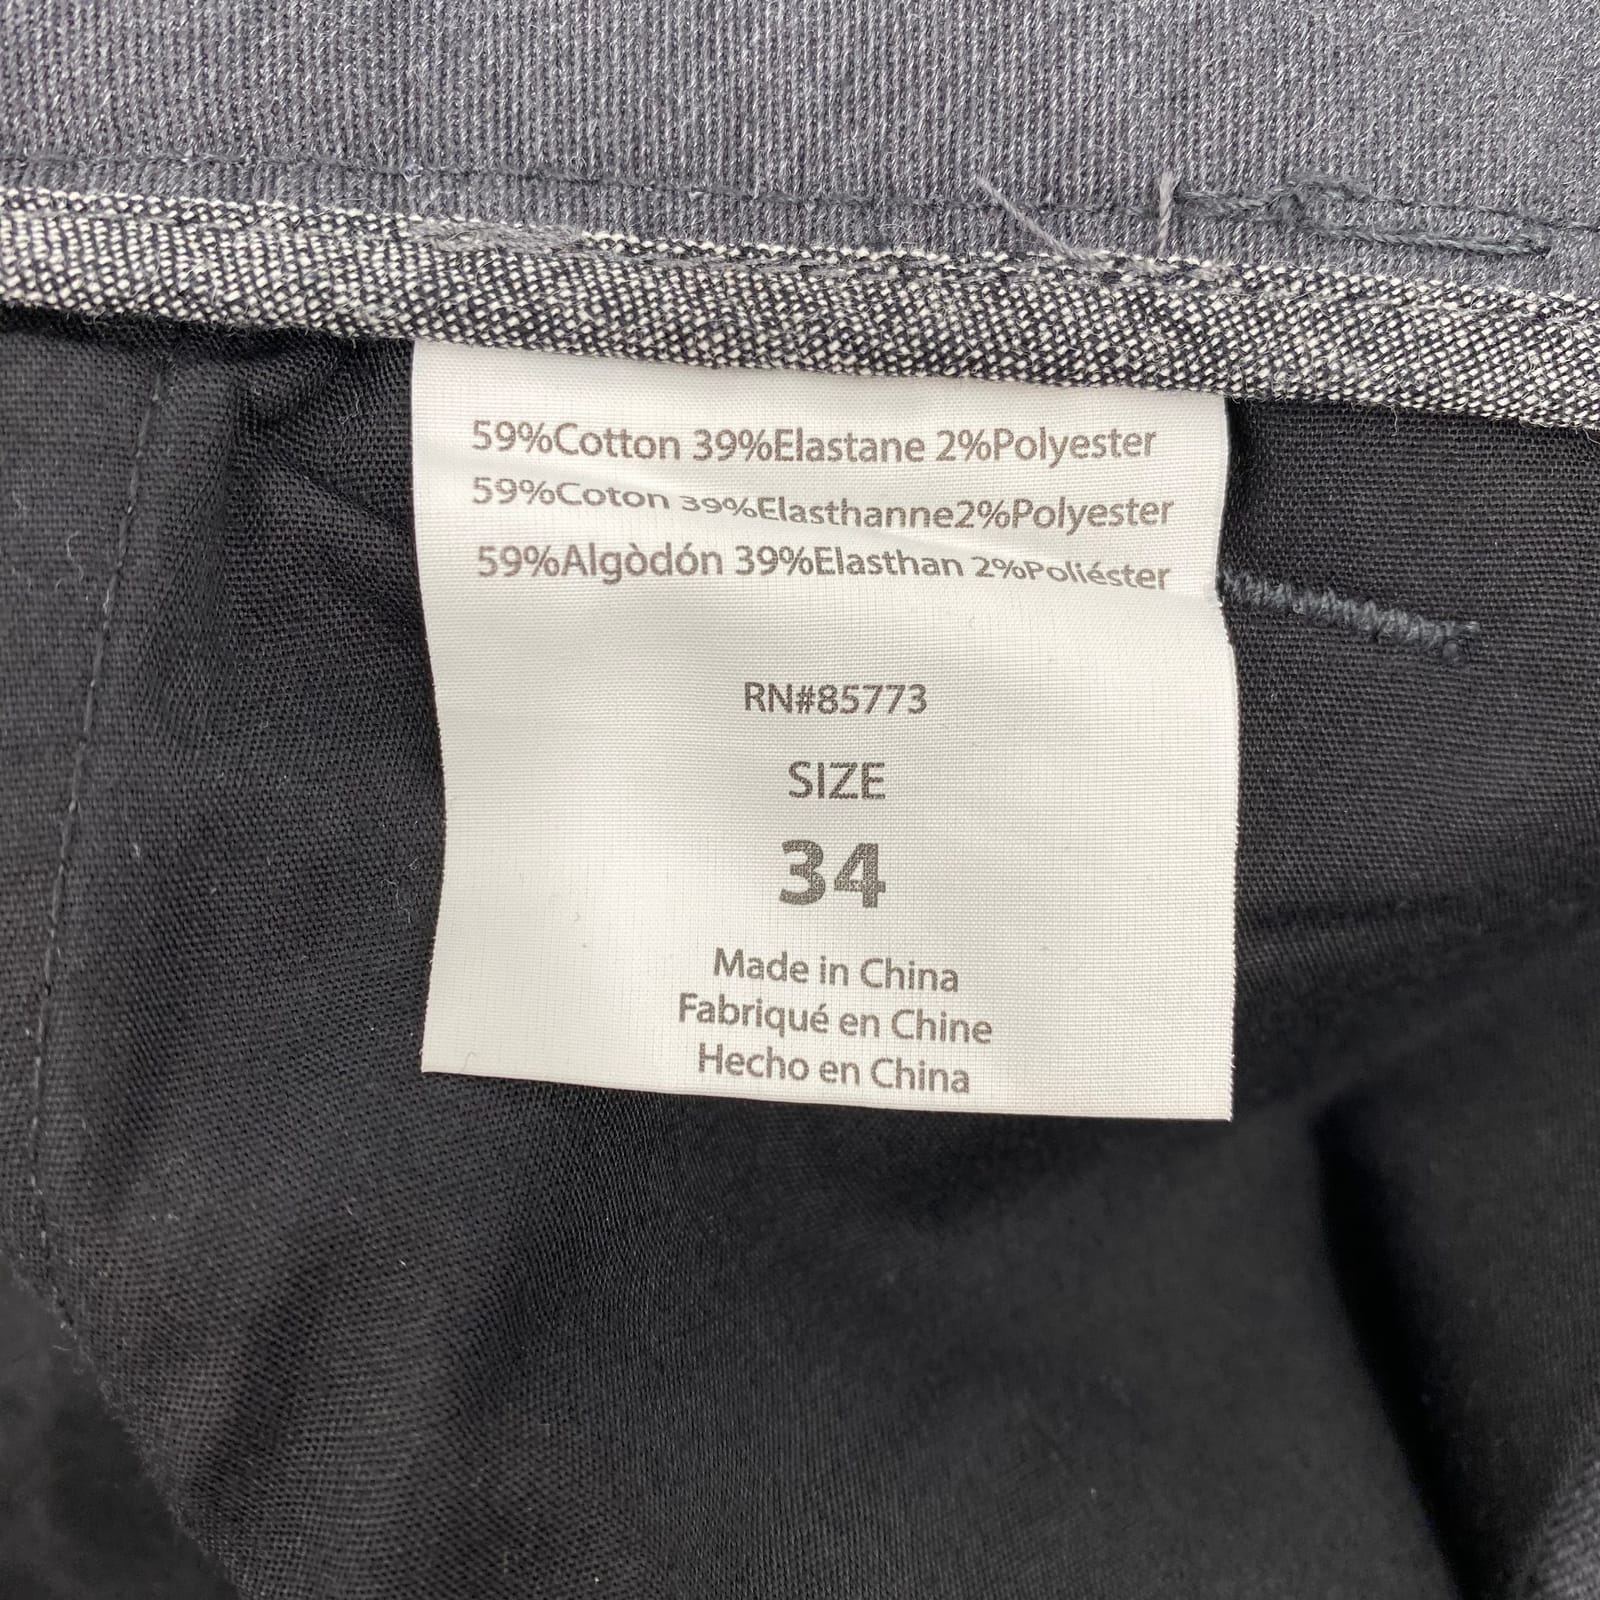 59%Cotton 39%Elastane 2%Polyester
59%Coton 39%Elasthanne2%Polyester
59%Algòdón 39%Elasthan 2%Poliéster
RN#85773
SIZE
34
Made in China
Fabriqué en Chine
Hecho en China